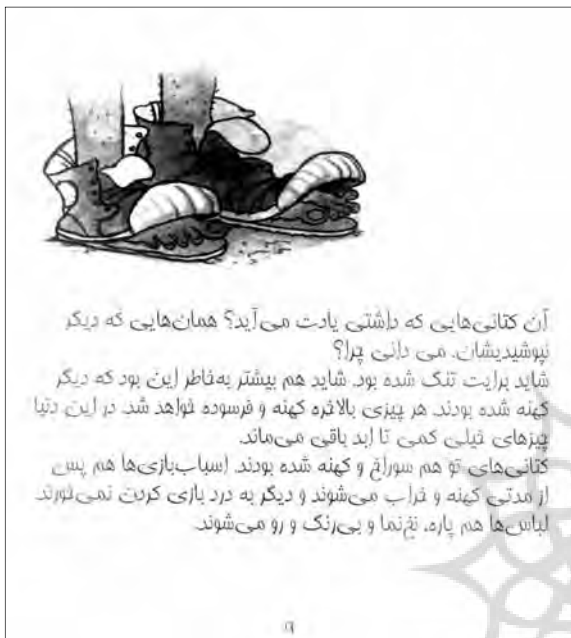 آن کتانی‌هایی که داشتی یادت می‌آید؟ همان‌هایی که دیگر
نپوشیدیشان. می دانی چرا؟
شاید برایت تنگ شده بود. شاید هم بیشتر به‌خاطر این بود که دیگر
کهنه شده بودند. هر چیزی بالاخره کهنه و فرسوده خواهد شد. در این دنیا
چیزهای خیلی کمی تا ابد باقی می‌ماند.
کتانی‌های تو هم سوراخ و کهنه شده بودند. اسباب‌بازی‌ها هم پس
از مدتی کهنه و خراب می‌شوند و دیگر به درد بازی کردن نمی‌خورند.
لباس‌ها هم پاره، نخ‌نما و بی‌رنگ و رو می‌شوند.
۹